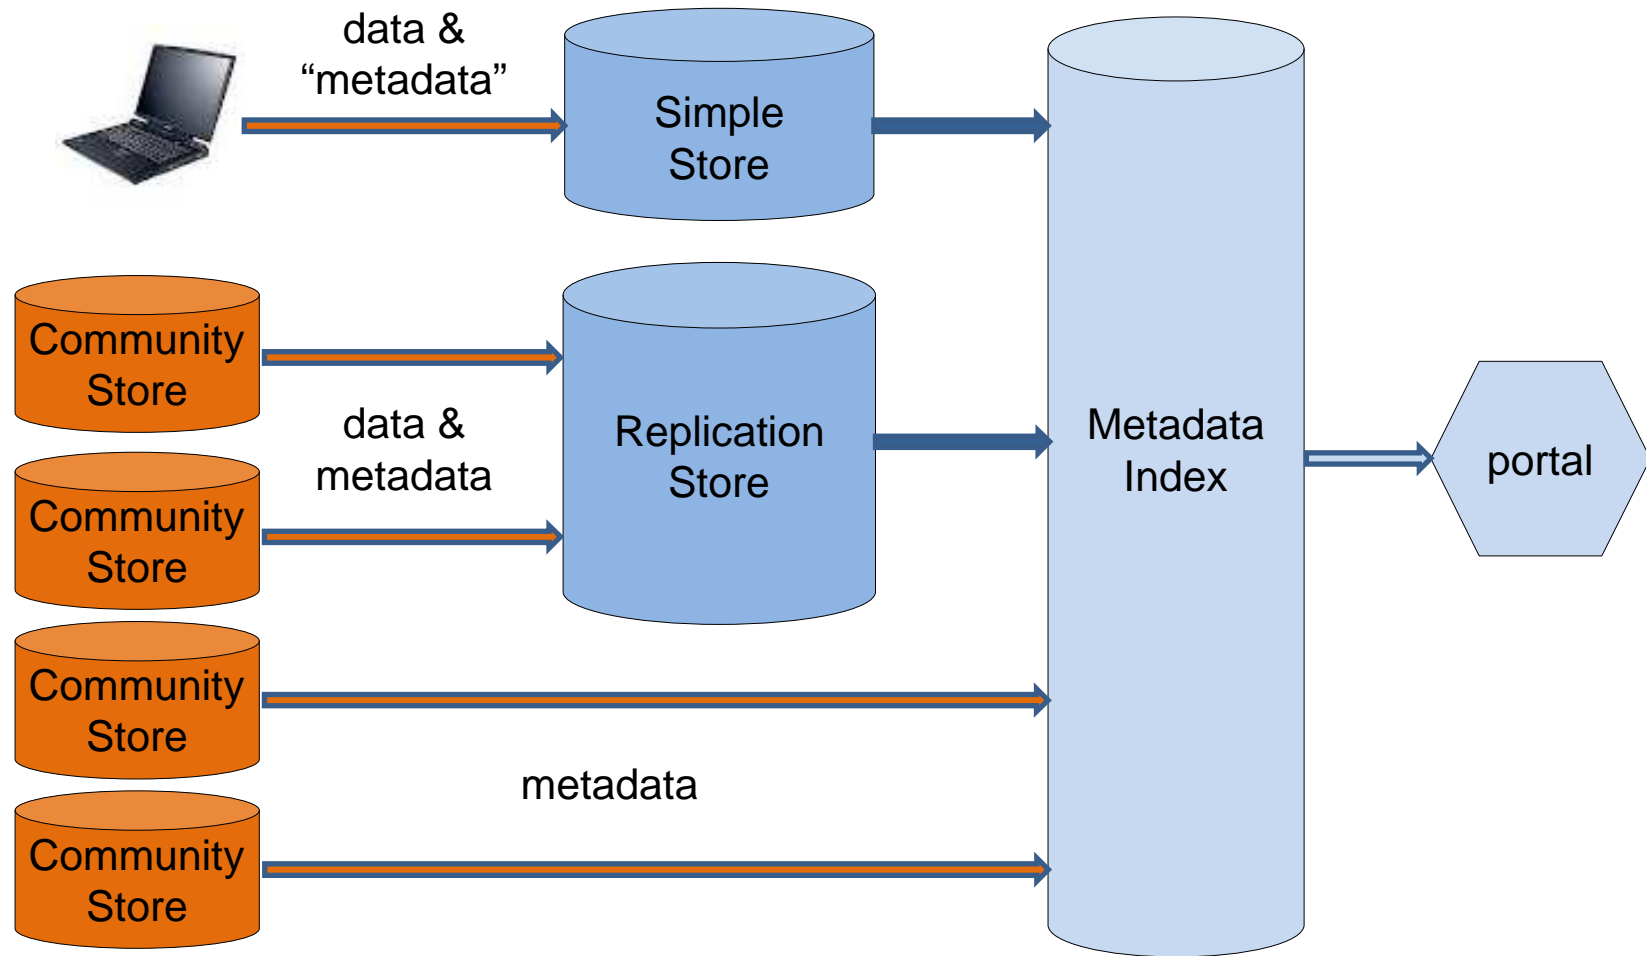 data &
“metadata”
Simple
Store
Community
Store
data &
metadata
Replication
Store
Metadata
Index
portal
Community
Store
Community
Store
metadata
Community
Store